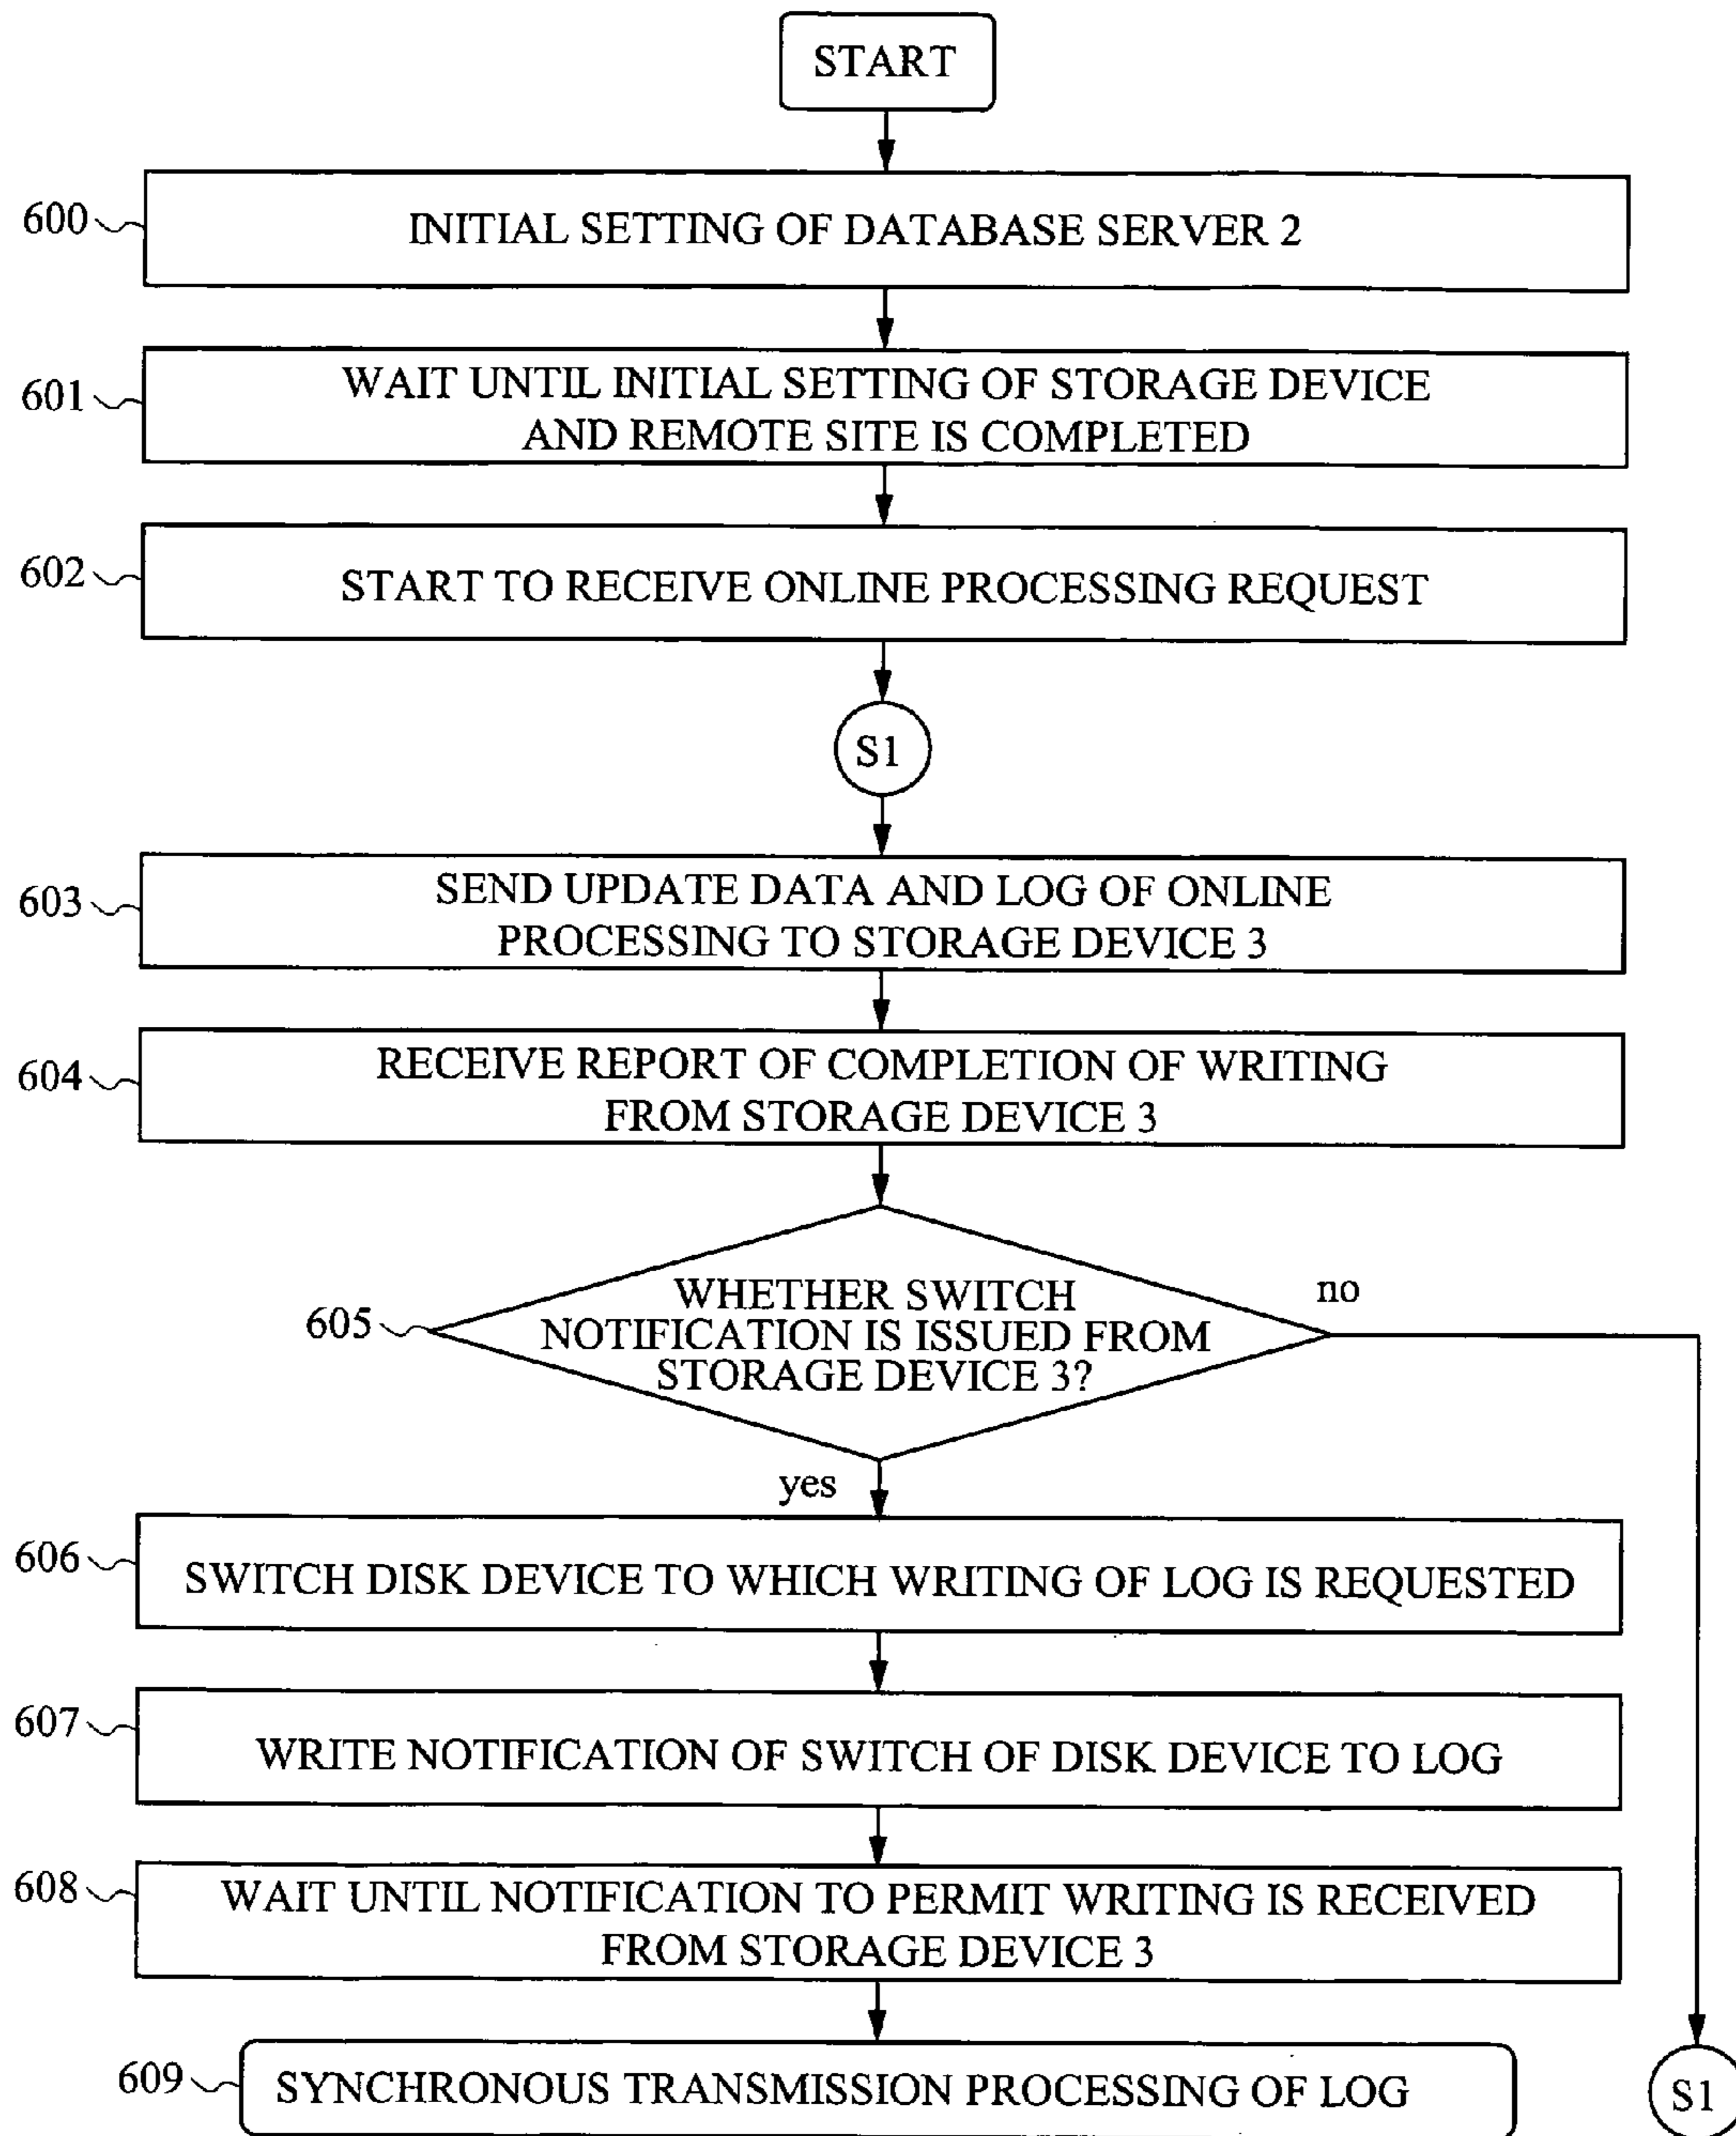 START
600
INITIAL SETTING OF DATABASE SERVER 2
601
WAIT UNTIL INITIAL SETTING OF STORAGE DEVICE
AND REMOTE SITE IS COMPLETED
602
START TO RECEIVE ONLINE PROCESSING REQUEST
S1
603
SEND UPDATE DATA AND LOG OF ONLINE
PROCESSING TO STORAGE DEVICE 3
604
RECEIVE REPORT OF COMPLETION OF WRITING
FROM STORAGE DEVICE 3
605
WHETHER SWITCH
NOTIFICATION IS ISSUED FROM
STORAGE DEVICE 3?
no
yes
606
SWITCH DISK DEVICE TO WHICH WRITING OF LOG IS REQUESTED
607
WRITE NOTIFICATION OF SWITCH OF DISK DEVICE TO LOG
608
WAIT UNTIL NOTIFICATION TO PERMIT WRITING IS RECEIVED
FROM STORAGE DEVICE 3
609
SYNCHRONOUS TRANSMISSION PROCESSING OF LOG
S1